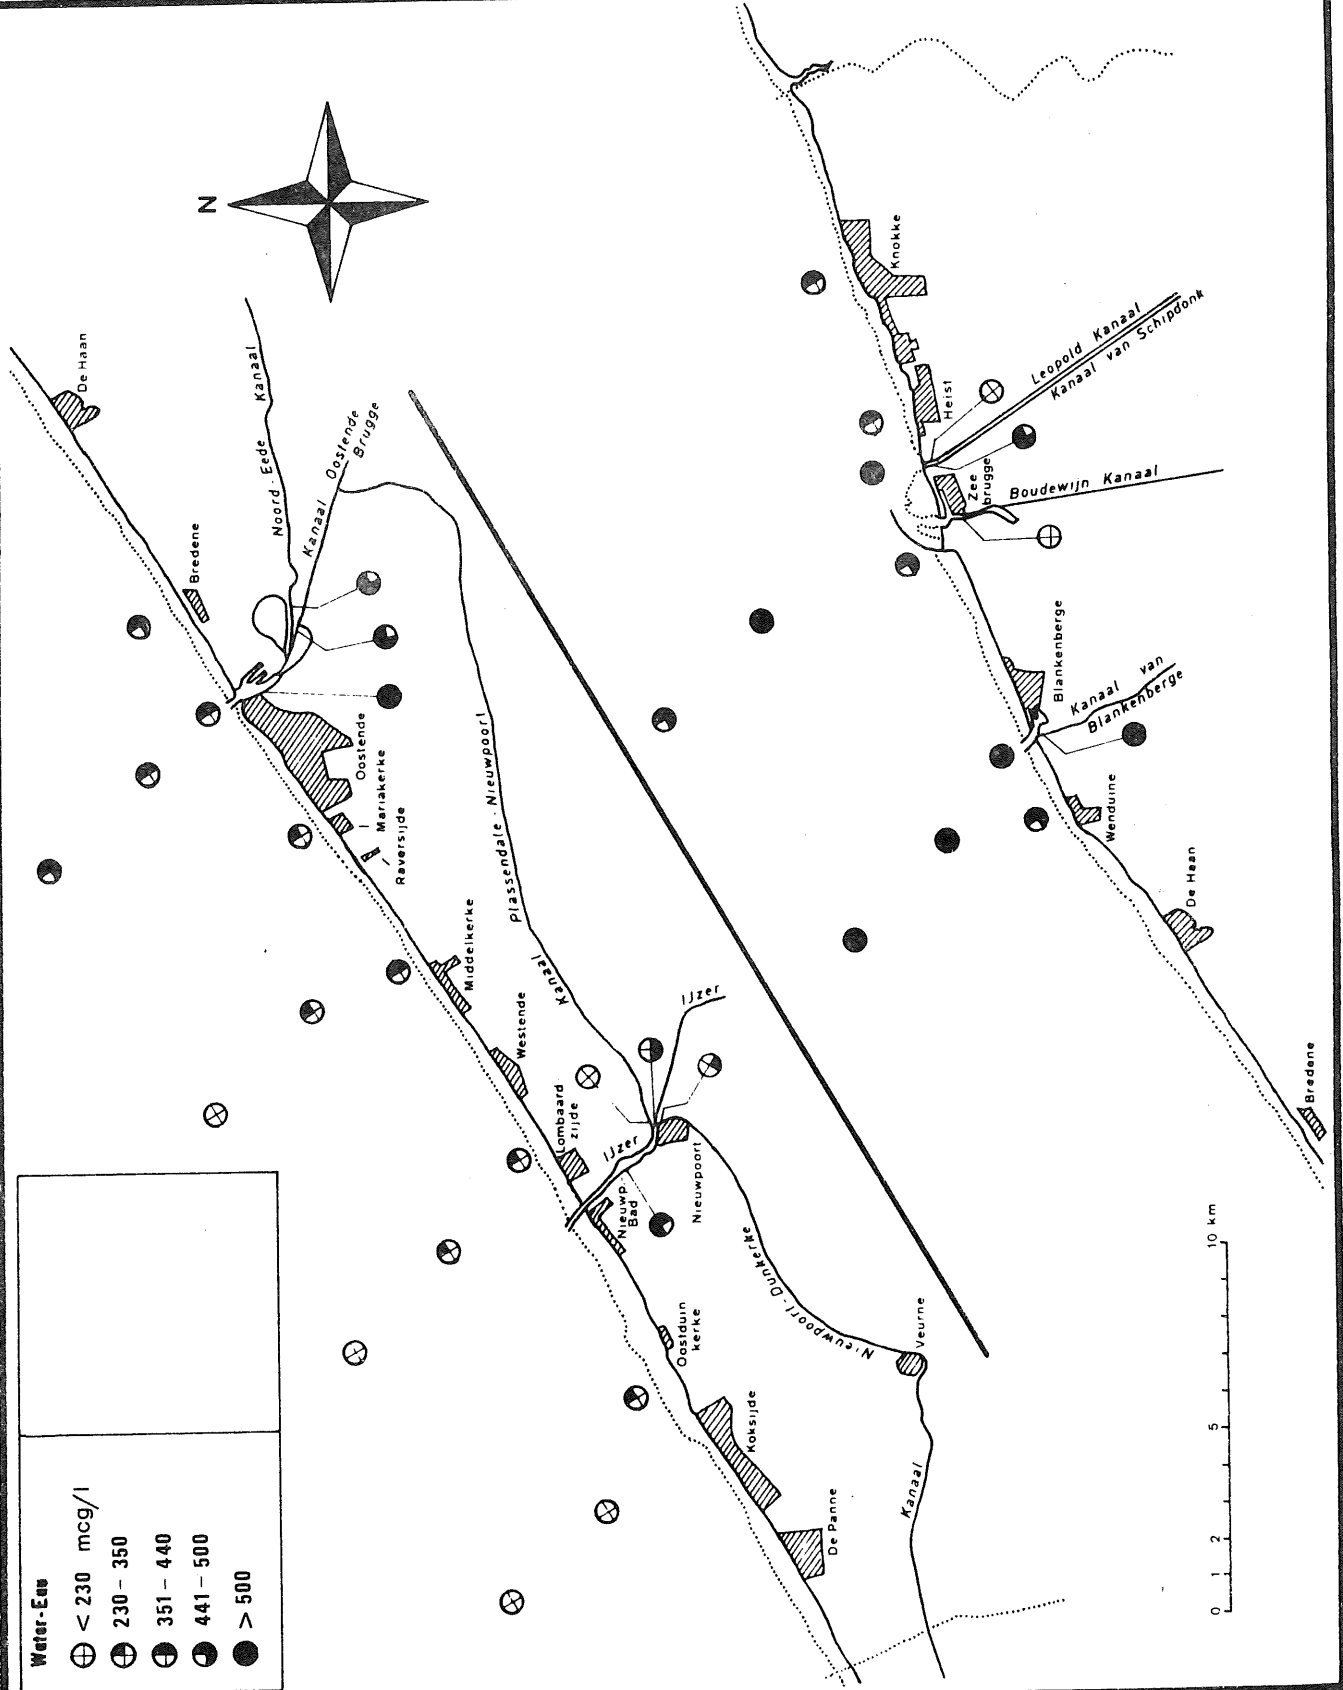 Water-Eau
< 230 mcg/l
230 – 350
351 – 440
441 – 500
> 500
N
De Haan
Bredene
Noord-Eede Kanaal
Kanaal Oostende
Brugge
Oostende
Mariakerke
Raversijde
Middelkerke
Westende
Lombaard
zijde
Kanaal Plassendale-Nieuwpoort
IJzer
IJzer
Nieuwp.
Bad
Nieuwpoort
Oostduin
kerke
Koksijde
De Panne
Kanaal Nieuwpoort-Dunkerke
Veurne
Knokke
Heist
Leopold Kanaal
Kanaal van Schipdonk
Zee
brugge
Boudewijn Kanaal
Blankenberge
Kanaal van
Blankenberge
Wenduine
De Haan
Bredene
0 1 2 5 10 km